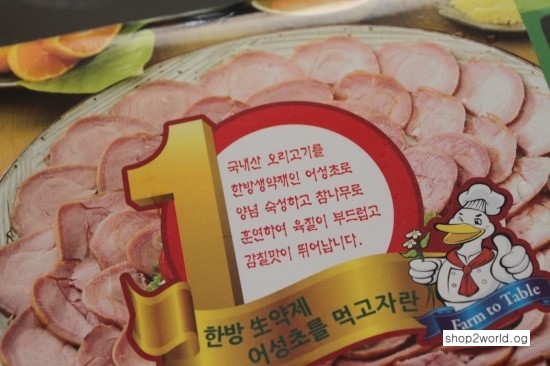 1
국내산 오리고기를
한방생약재인 어성초로
양념 숙성하고 참나무로
훈연하여 육질이 부드럽고
감칠맛이 뛰어납니다.
한방 生약제
어성초를 먹고자란
Farm to Table
shop2world.og